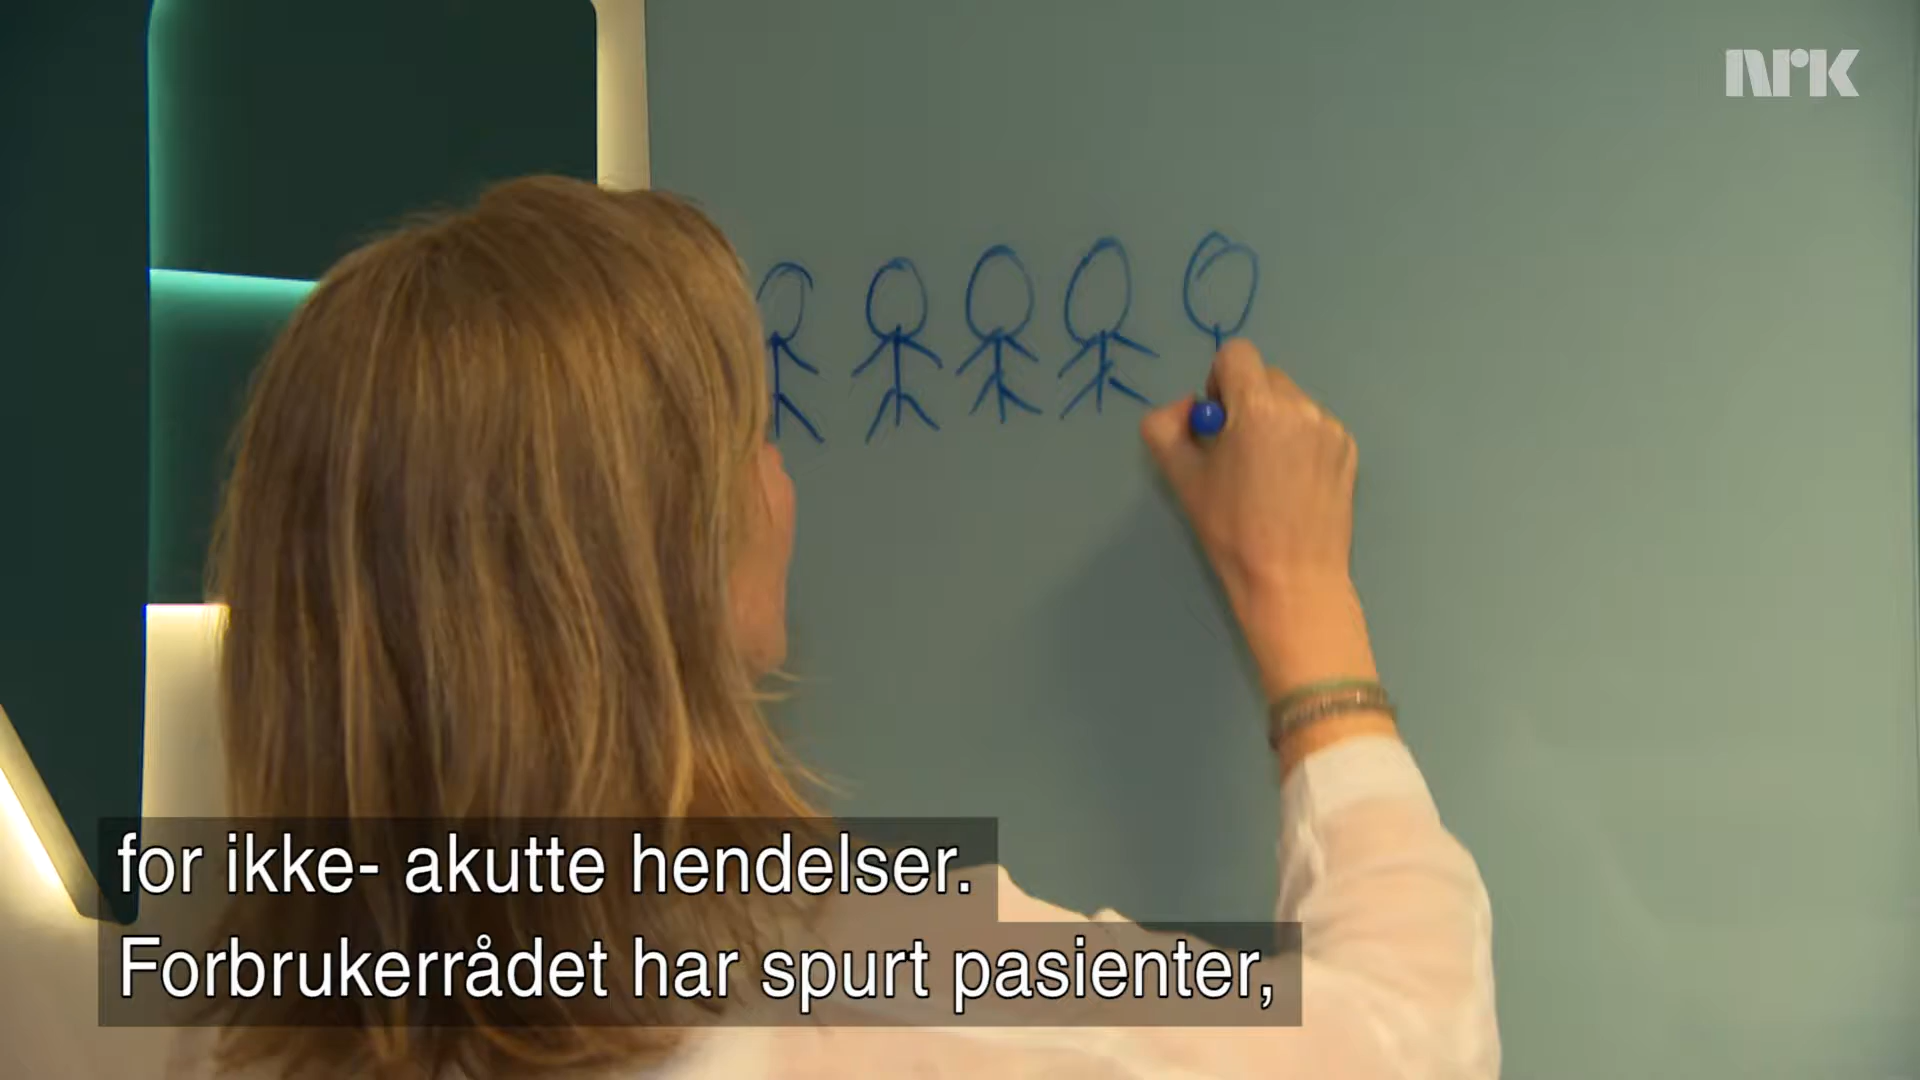 nrk
for ikke- akutte hendelser.
Forbrukerrådet har spurt pasienter,